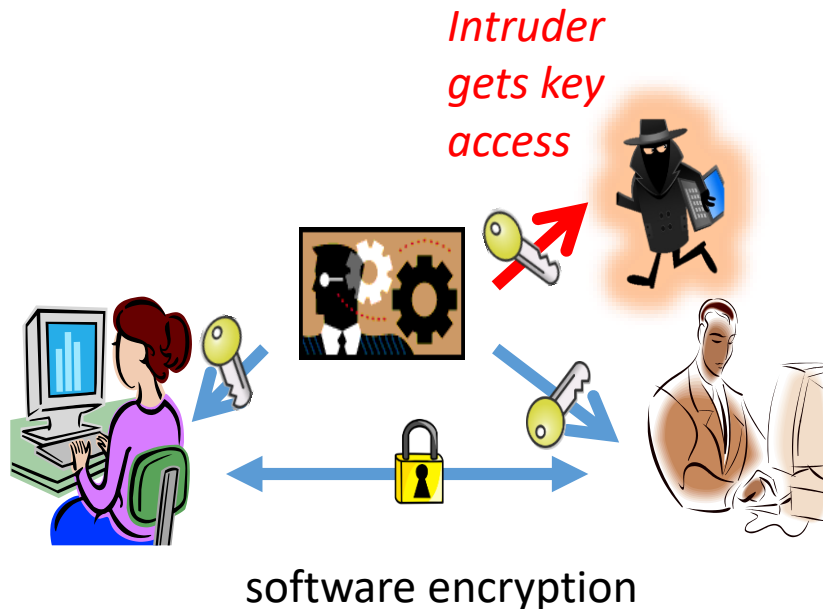 Intruder
gets key
access
software encryption